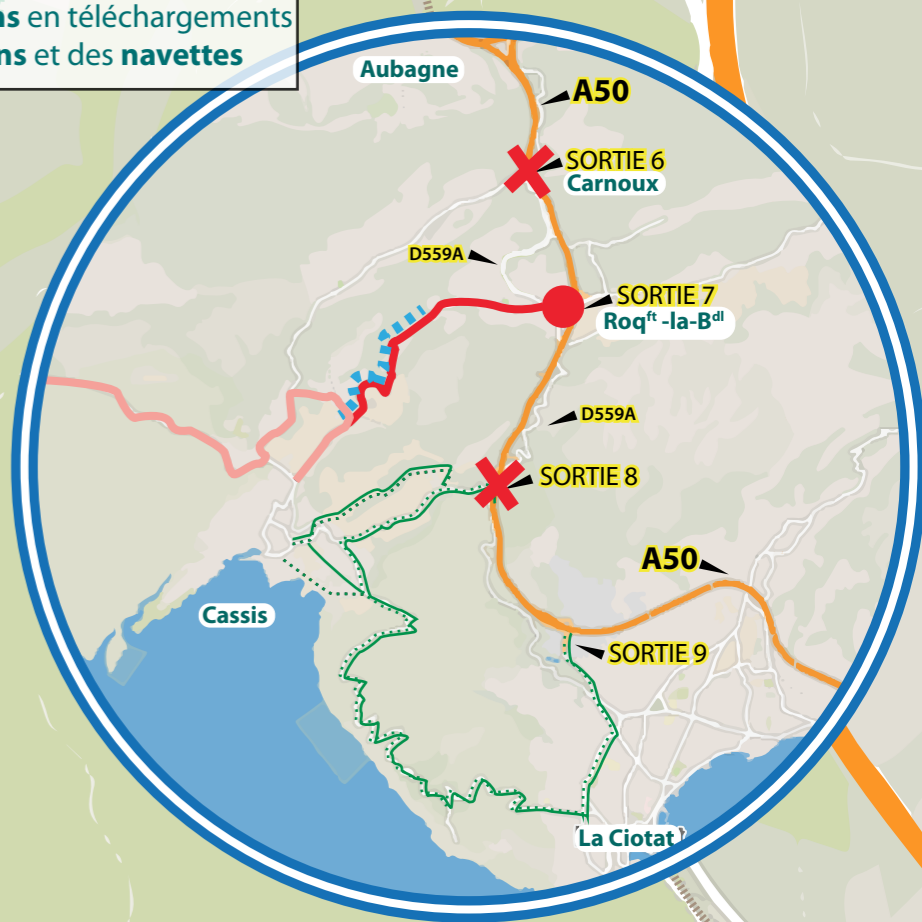 ns en téléchargements
ns et des navettes
Aubagne
A50
SORTIE 6
Carnoux
D559A
SORTIE 7
Roqft -la-Bdl
D559A
SORTIE 8
A50
Cassis
SORTIE 9
La Ciotat